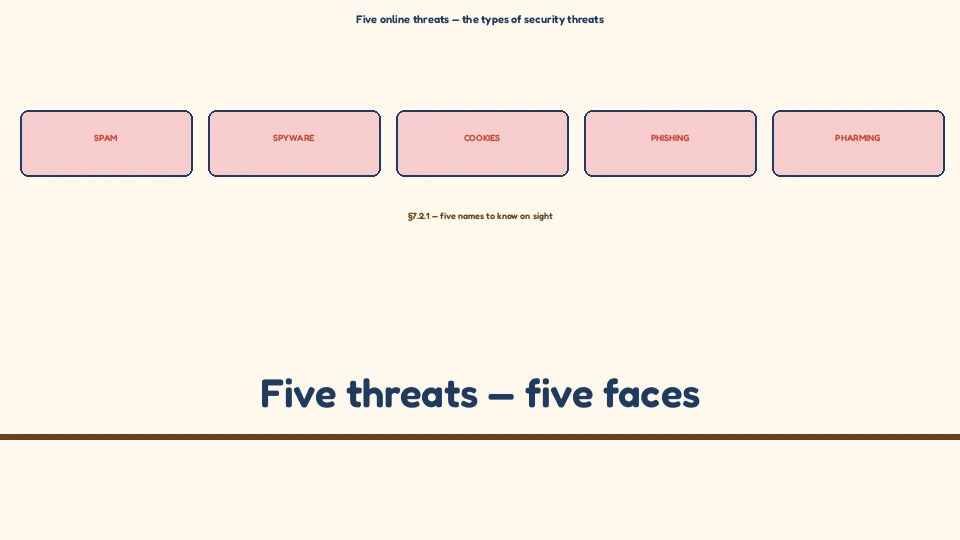 Five online threats — the types of security threats
SPAM
SPYWARE
COOKIES
PHISHING
PHARMING
§7.2.1 — five names to know on sight
Five threats — five faces